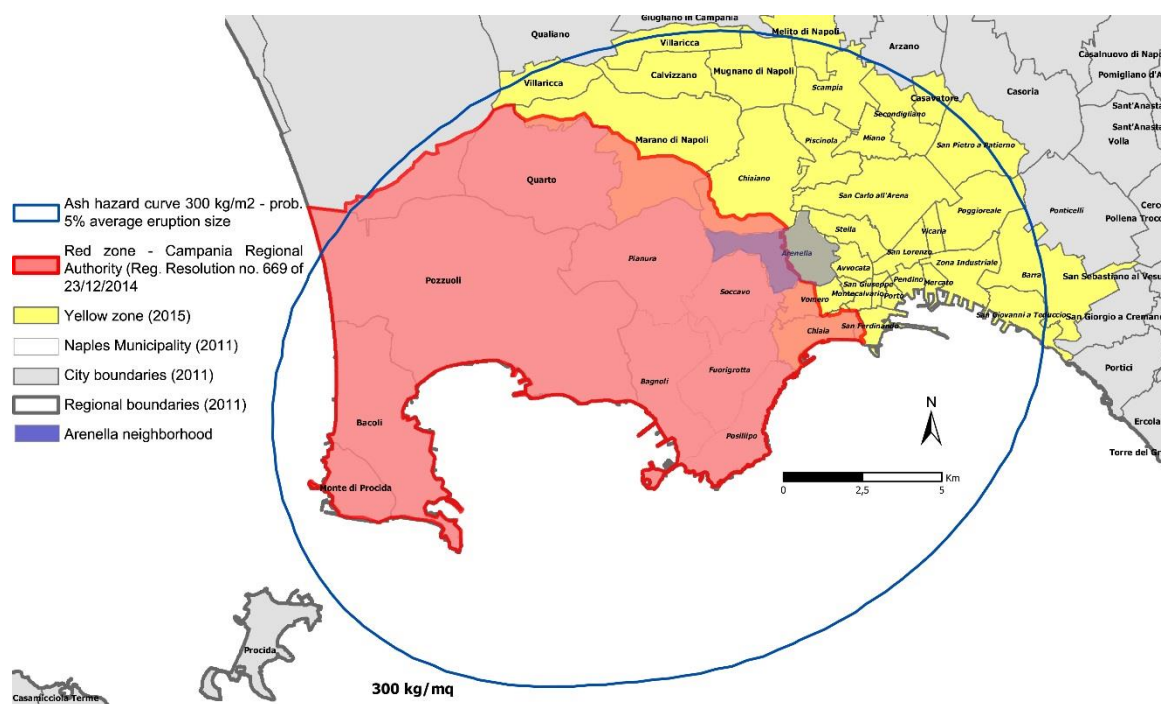 Giugliano in Campania
Qualiano
Villaricca
Melito di Napoli
Arzano
Casalnuovo di Nap
Pomigliano d'A
Villaricca
Calvizzano
Mugnano di Napoli
Scampia
Casavatore
Casoria
Sant'Anasta
Sant'Anasta
Volla
Secondigliano
Marano di Napoli
Piscinola
Miano
San Pietro a Patierno
Quarto
Chiaiano
San Carlo all'Arena
Poggioreale
Ponticelli
Cerc
Pollena Troco
Stella
Vicaria
Pianura
Arenella
San Lorenzo
Zona Industriale
Barra
San Sebastiano al Vesu
Pozzuoli
Avvocata
Soccavo
San Giuseppe
Pendino
Mercato
Montecalvario
Porto
Vomero
San Giovanni a Teduccio
San Giorgio a Cremano
Chiaia
San Ferdinando
Fuorigrotta
Portici
Bagnoli
Bacoli
Posillipo
Ercola
Torre del Gr
Monte di Procida
Procida
Casamicciola Terme
300 kg/mq
N
0 2,5 5
Km
Ash hazard curve 300 kg/m2 - prob.
5% average eruption size
Red zone - Campania Regional
Authority (Reg. Resolution no. 669 of
23/12/2014
Yellow zone (2015)
Naples Municipality (2011)
City boundaries (2011)
Regional boundaries (2011)
Arenella neighborhood